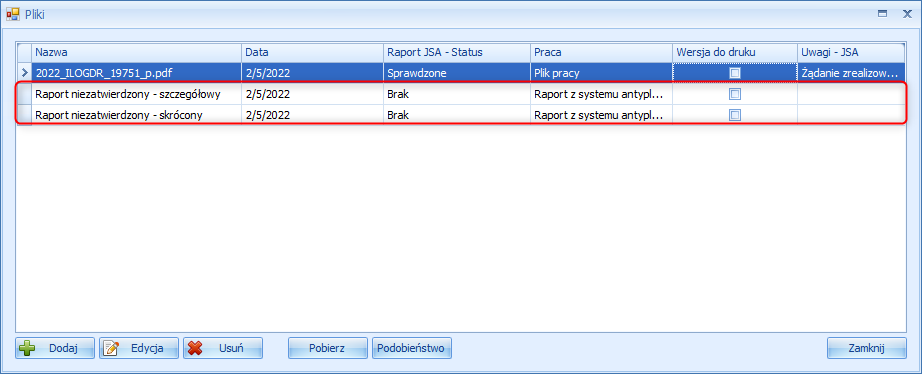 Pliki
Nazwa Data Raport JSA - Status Praca Wersja do druku Uwagi - JSA
2022_ILOGDR_19751_p.pdf 2/5/2022 Sprawdzone Plik pracy Żądanie zrealizow...
Raport niezatwierdzony - szczegółowy 2/5/2022 Brak Raport z systemu antypl...
Raport niezatwierdzony - skrócony 2/5/2022 Brak Raport z systemu antypl...
Dodaj Edycja Usuń Pobierz Podobieństwo Zamknij